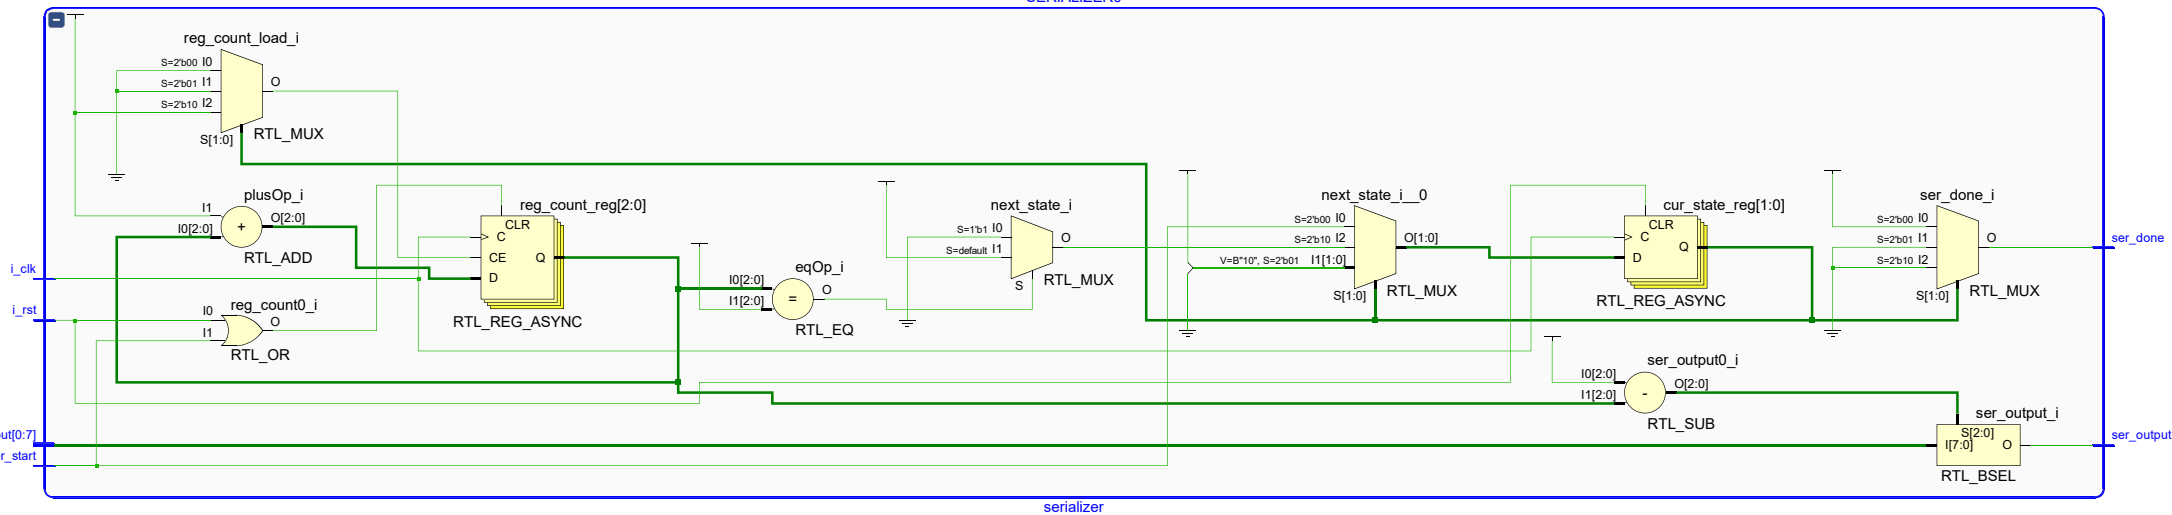 reg_count_load_i
S=2'b00 I0
S=2'b01 I1
S=2'b10 I2
O
S[1:0]
RTL_MUX
plusOp_i
I1
I0[2:0]
+
O[2:0]
RTL_ADD
reg_count0_i
I0
I1
O
RTL_OR
reg_count_reg[2:0]
CLR
C
CE
D
Q
RTL_REG_ASYNC
eqOp_i
I0[2:0]
I1[2:0]
=
O
RTL_EQ
next_state_i
S=1'b1 I0
S=default I1
O
S
RTL_MUX
next_state_i__0
S=2'b00 I0
S=2'b10 I2
V=B"10", S=2'b01 I1[1:0]
O[1:0]
S[1:0]
RTL_MUX
cur_state_reg[1:0]
CLR
C
D
Q
RTL_REG_ASYNC
ser_done_i
S=2'b00 I0
S=2'b01 I1
S=2'b10 I2
O
S[1:0]
RTL_MUX
ser_output0_i
I0[2:0]
I1[2:0]
-
O[2:0]
RTL_SUB
ser_output_i
S[2:0]
I[7:0]
O
RTL_BSEL
i_clk
i_rst
ut[0:7]
r_start
ser_done
ser_output
serializer